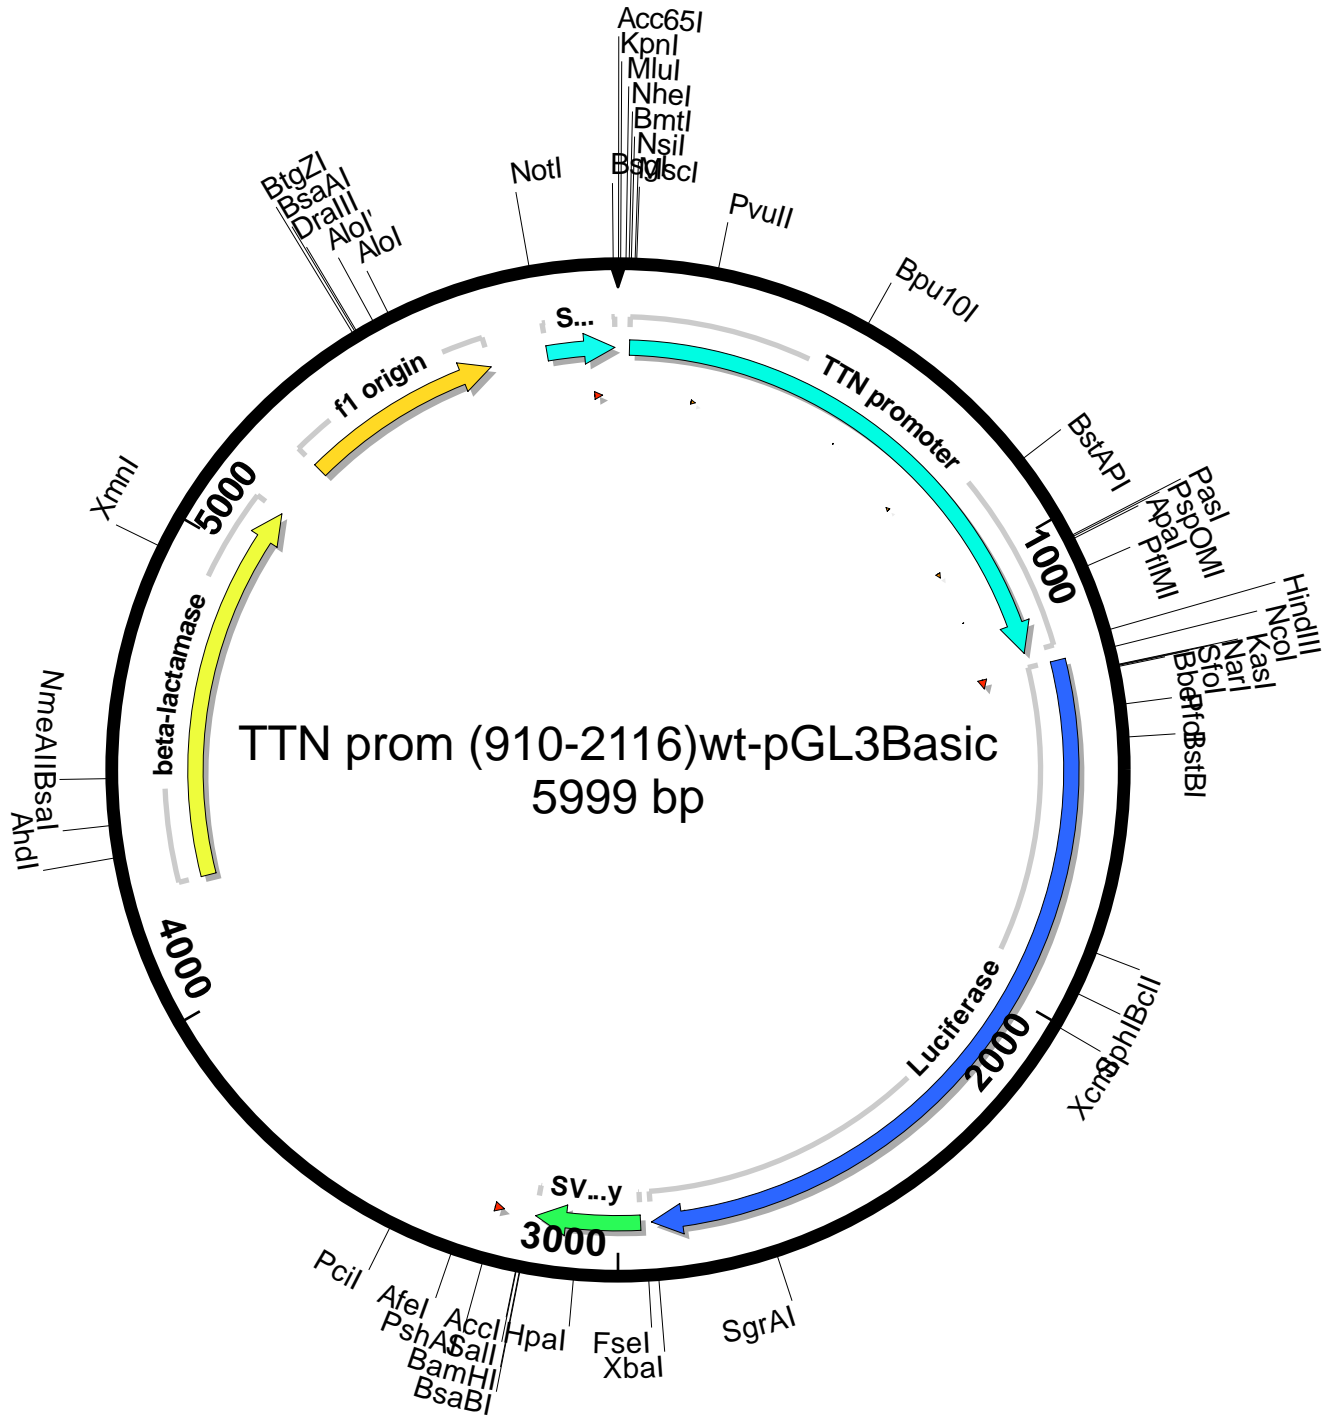 Acc65I
KpnI
MluI
NheI
BmtI
NsiI
BsgI
MscI
PvuII
Bpu10I
BstAPI
PasI
PspOMI
ApaI
PflMI
HindIII
NcoI
KasI
NarI
SfoI
BbeI
PfoI
BstBI
BclI
SphI
XcmI
SgrAI
XbaI
FseI
HpaI
BsaBI
BamHI
SalI
AccI
PshAI
AfeI
PciI
AhdI
BsaI
NmeAIII
XmnI
BtgZI
BsaAI
DraIII
AloI'
AloI
NotI
S...
TTN promoter
1000
Luciferase
2000
SV...y
3000
4000
beta-lactamase
5000
f1 origin
TTN prom (910-2116)wt-pGL3Basic
5999 bp